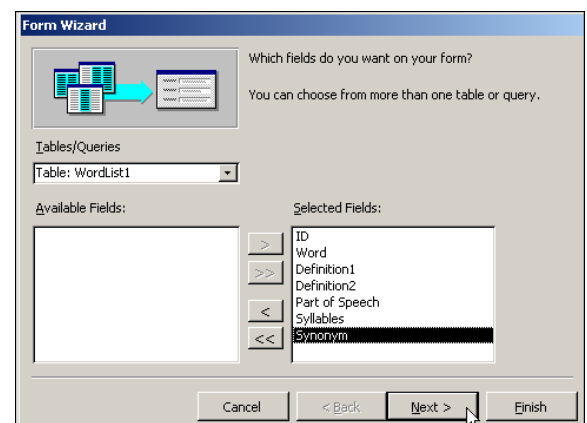 Form Wizard
Which fields do you want on your form?
You can choose from more than one table or query.
Tables/Queries
Table: WordList1
Available Fields:
Selected Fields:
>
>>
<
<<
ID
Word
Definition1
Definition2
Part of Speech
Syllables
Synonym
Cancel
< Back
Next >
Finish